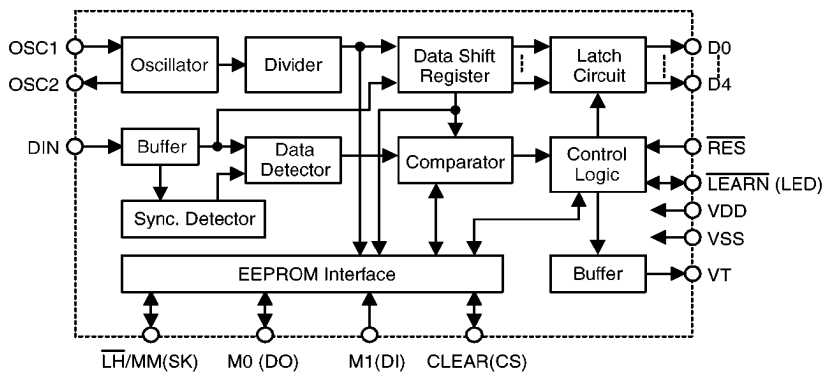 OSC1
OSC2
DIN
Oscillator
Divider
Data Shift
Register
Latch
Circuit
D0
D4
Buffer
Data
Detector
Comparator
Control
Logic
RES
LEARN (LED)
VDD
VSS
Sync. Detector
EEPROM Interface
Buffer
VT
LH/MM(SK)
M0 (DO)
M1(DI)
CLEAR(CS)